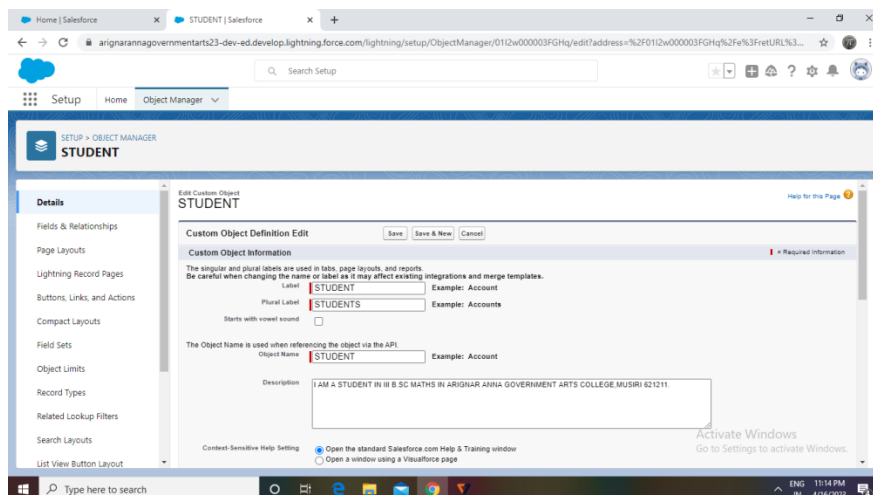 Home | Salesforce
STUDENT | Salesforce
arignarannagovernmentarts23-dev-ed.develop.lightning.force.com/lightning/setup/ObjectManager/01I2w000003FGHq/edit?address=%2F01I2w000003FGHq%2Fe%3FretURL%3...
Search Setup
Setup Home Object Manager
SETUP > OBJECT MANAGER
STUDENT
Details
Fields & Relationships
Page Layouts
Lightning Record Pages
Buttons, Links, and Actions
Compact Layouts
Field Sets
Object Limits
Record Types
Related Lookup Filters
Search Layouts
List View Button Layout
Edit Custom Object
STUDENT
Help for this Page
Custom Object Definition Edit Save Save & New Cancel
Custom Object Information = Required Information
The singular and plural labels are used in tabs, page layouts, and reports.
Be careful when changing the name or label as it may affect existing integrations and merge templates.
Label STUDENT Example: Account
Plural Label STUDENTS Example: Accounts
Starts with vowel sound
The Object Name is used when referencing the object via the API.
Object Name STUDENT Example: Account
Description I AM A STUDENT IN III B.SC MATHS IN ARIGNAR ANNA GOVERNMENT ARTS COLLEGE,MUSIRI 621211.
Context-Sensitive Help Setting Open the standard Salesforce.com Help & Training window
Open a window using a Visualforce page
Activate Windows
Go to Settings to activate Windows.
Type here to search
ENG 11:14 PM
IN 4/16/2023